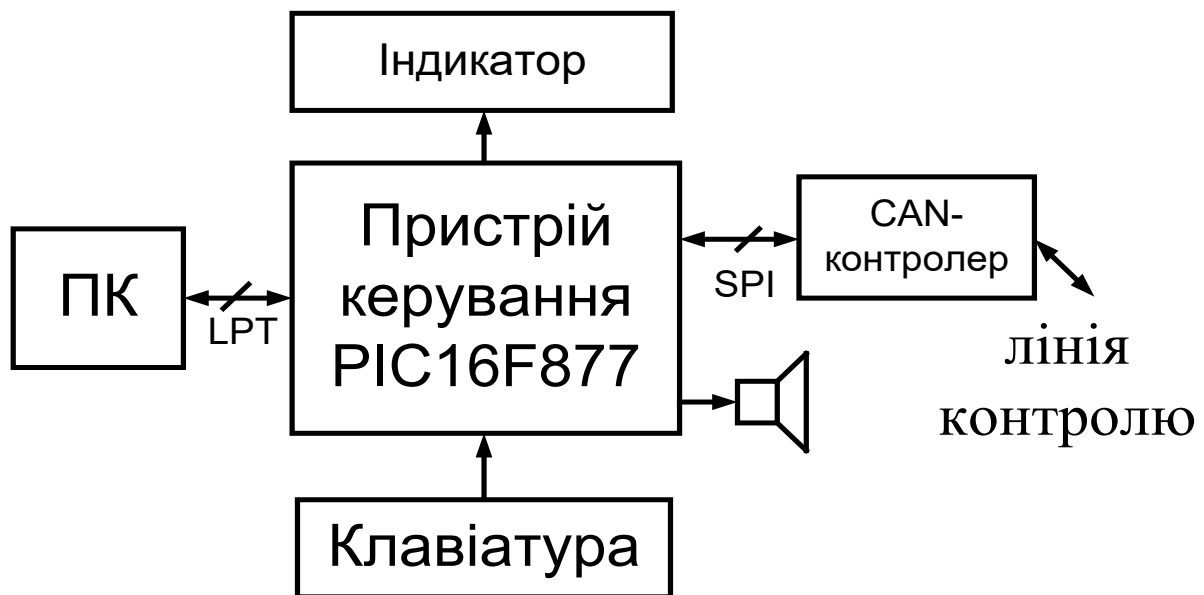 Індикатор
ПК
LPT
Пристрій
керування
PIC16F877
SPI
CAN-
контролер
лінія
контролю
Клавіатура